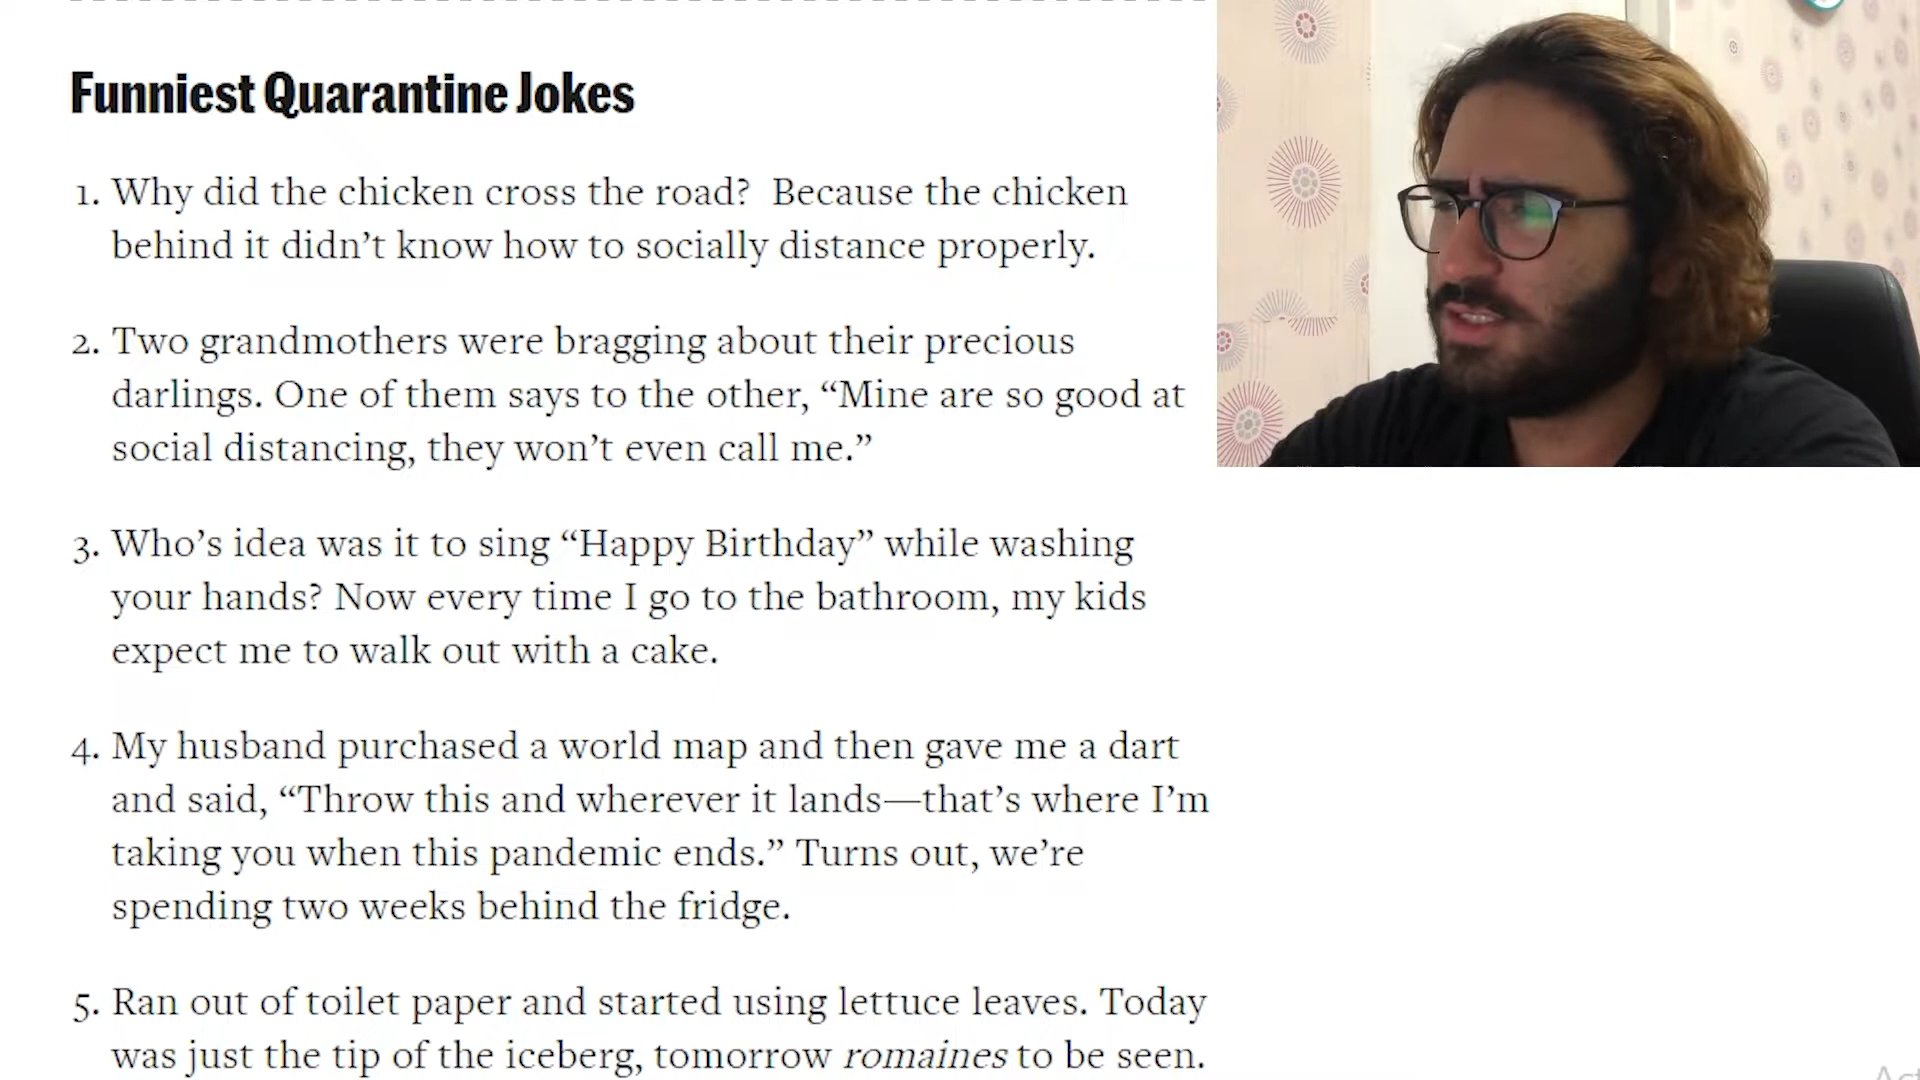 Funniest Quarantine Jokes
1. Why did the chicken cross the road?  Because the chicken
behind it didn’t know how to socially distance properly.
2. Two grandmothers were bragging about their precious
darlings. One of them says to the other, “Mine are so good at
social distancing, they won’t even call me.”
3. Who’s idea was it to sing “Happy Birthday” while washing
your hands? Now every time I go to the bathroom, my kids
expect me to walk out with a cake.
4. My husband purchased a world map and then gave me a dart
and said, “Throw this and wherever it lands—that’s where I’m
taking you when this pandemic ends.” Turns out, we’re
spending two weeks behind the fridge.
5. Ran out of toilet paper and started using lettuce leaves. Today
was just the tip of the iceberg, tomorrow romaines to be seen.